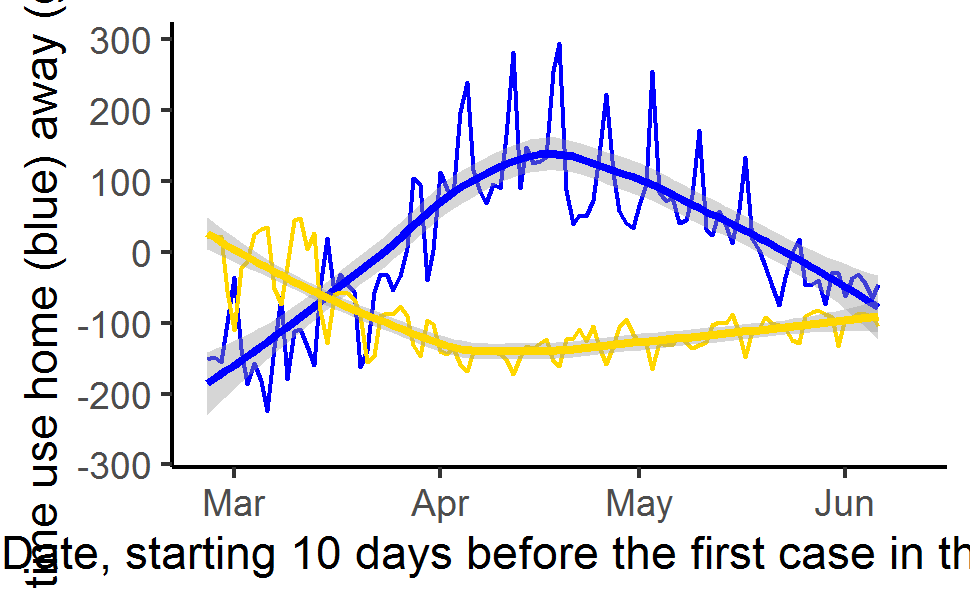 time use home (blue) away (
300
200
100
0
-100
-200
-300
Mar Apr May Jun
Date, starting 10 days before the first case in th